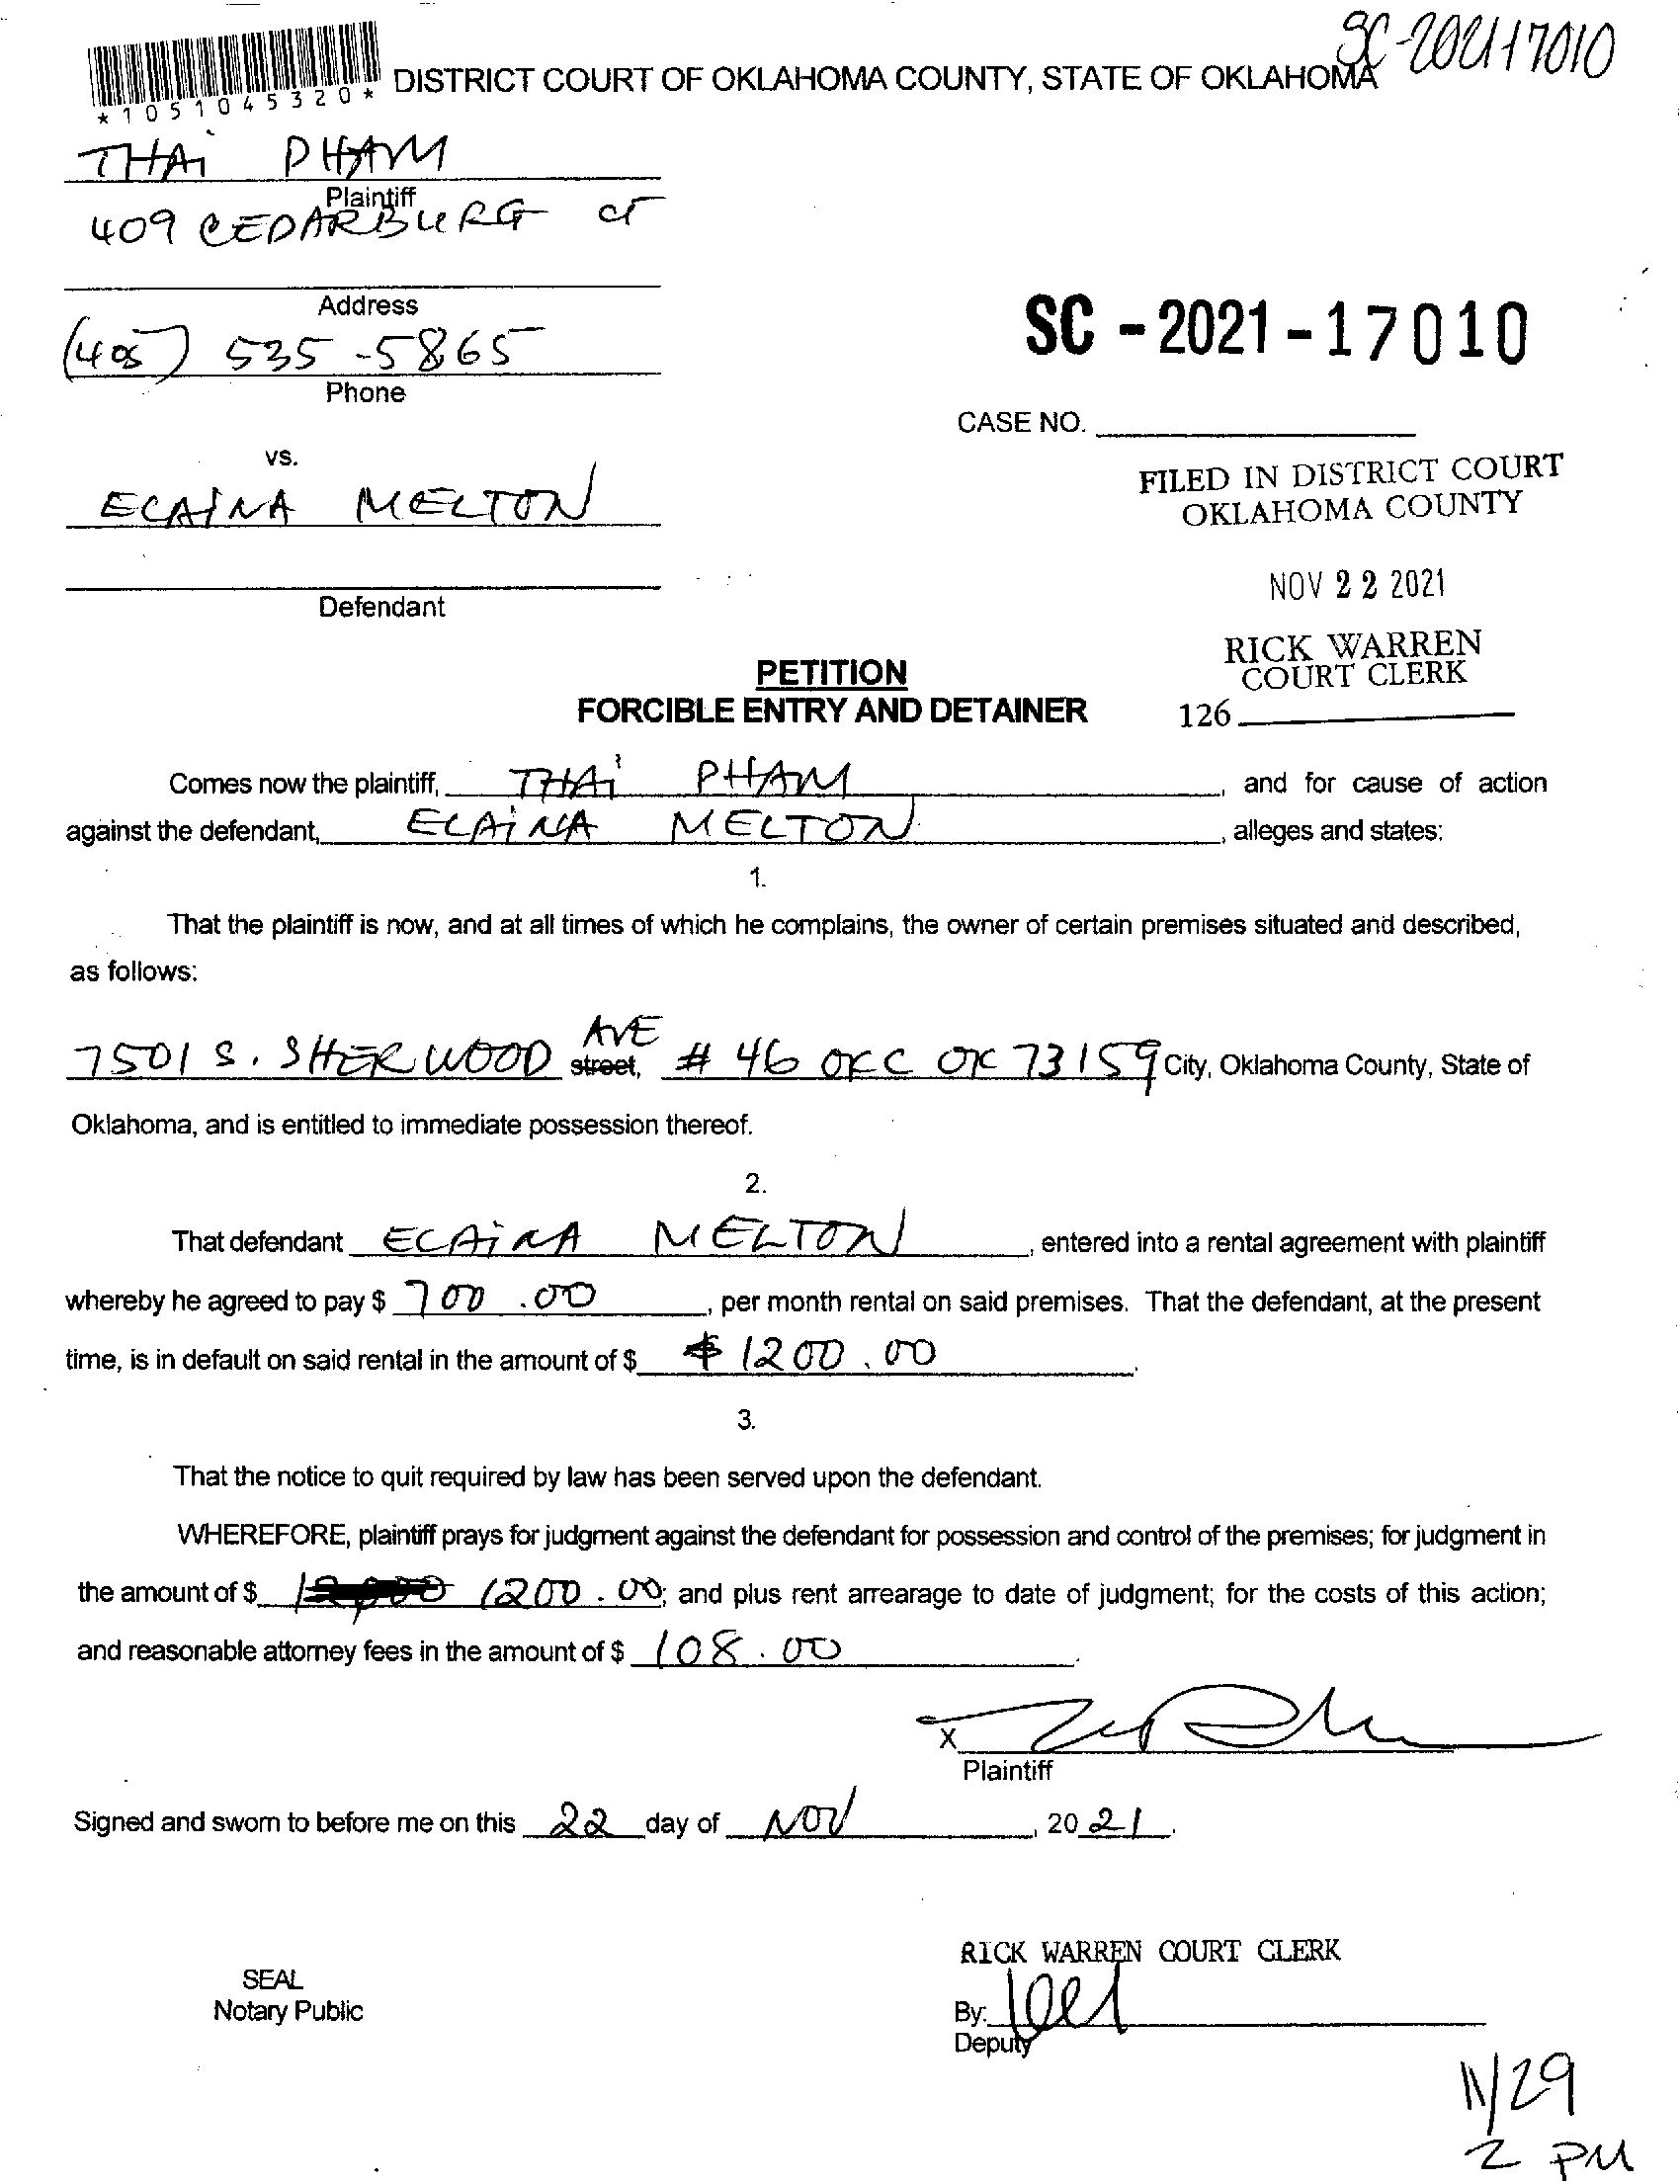 SC-2021-17010
*1051045320*
DISTRICT COURT OF OKLAHOMA COUNTY, STATE OF OKLAHOMA
THAi PHAM
Plaintiff
409 CEDARBURG CT
Address
(405) 535-5865
Phone
SC - 2021 - 17010
CASE NO.
vs.
FILED IN DISTRICT COURT
OKLAHOMA COUNTY
ELAINA MELTON
NOV 22 2021
Defendant
RICK WARREN
COURT CLERK
126
PETITION
FORCIBLE ENTRY AND DETAINER
Comes now the plaintiff, THAi PHAM, and for cause of action
against the defendant, ELAiNA MELTON, alleges and states:
1.
That the plaintiff is now, and at all times of which he complains, the owner of certain premises situated and described,
as follows:
7501 S. SHERWOOD AVE street, # 46 OKC OK 73159 City, Oklahoma County, State of
Oklahoma, and is entitled to immediate possession thereof.
2.
That defendant ELAiNA MELTON, entered into a rental agreement with plaintiff
whereby he agreed to pay $ 700.00, per month rental on said premises. That the defendant, at the present
time, is in default on said rental in the amount of $ $ 1200.00.
3.
That the notice to quit required by law has been served upon the defendant.
WHEREFORE, plaintiff prays for judgment against the defendant for possession and control of the premises; for judgment in
the amount of $ 1200.00; and plus rent arrearage to date of judgment; for the costs of this action;
and reasonable attorney fees in the amount of $ 108.00.
X
Plaintiff
Signed and sworn to before me on this 22 day of NOV, 2021.
RICK WARREN COURT CLERK
SEAL
Notary Public
By:
Deputy
11/29
2 PM